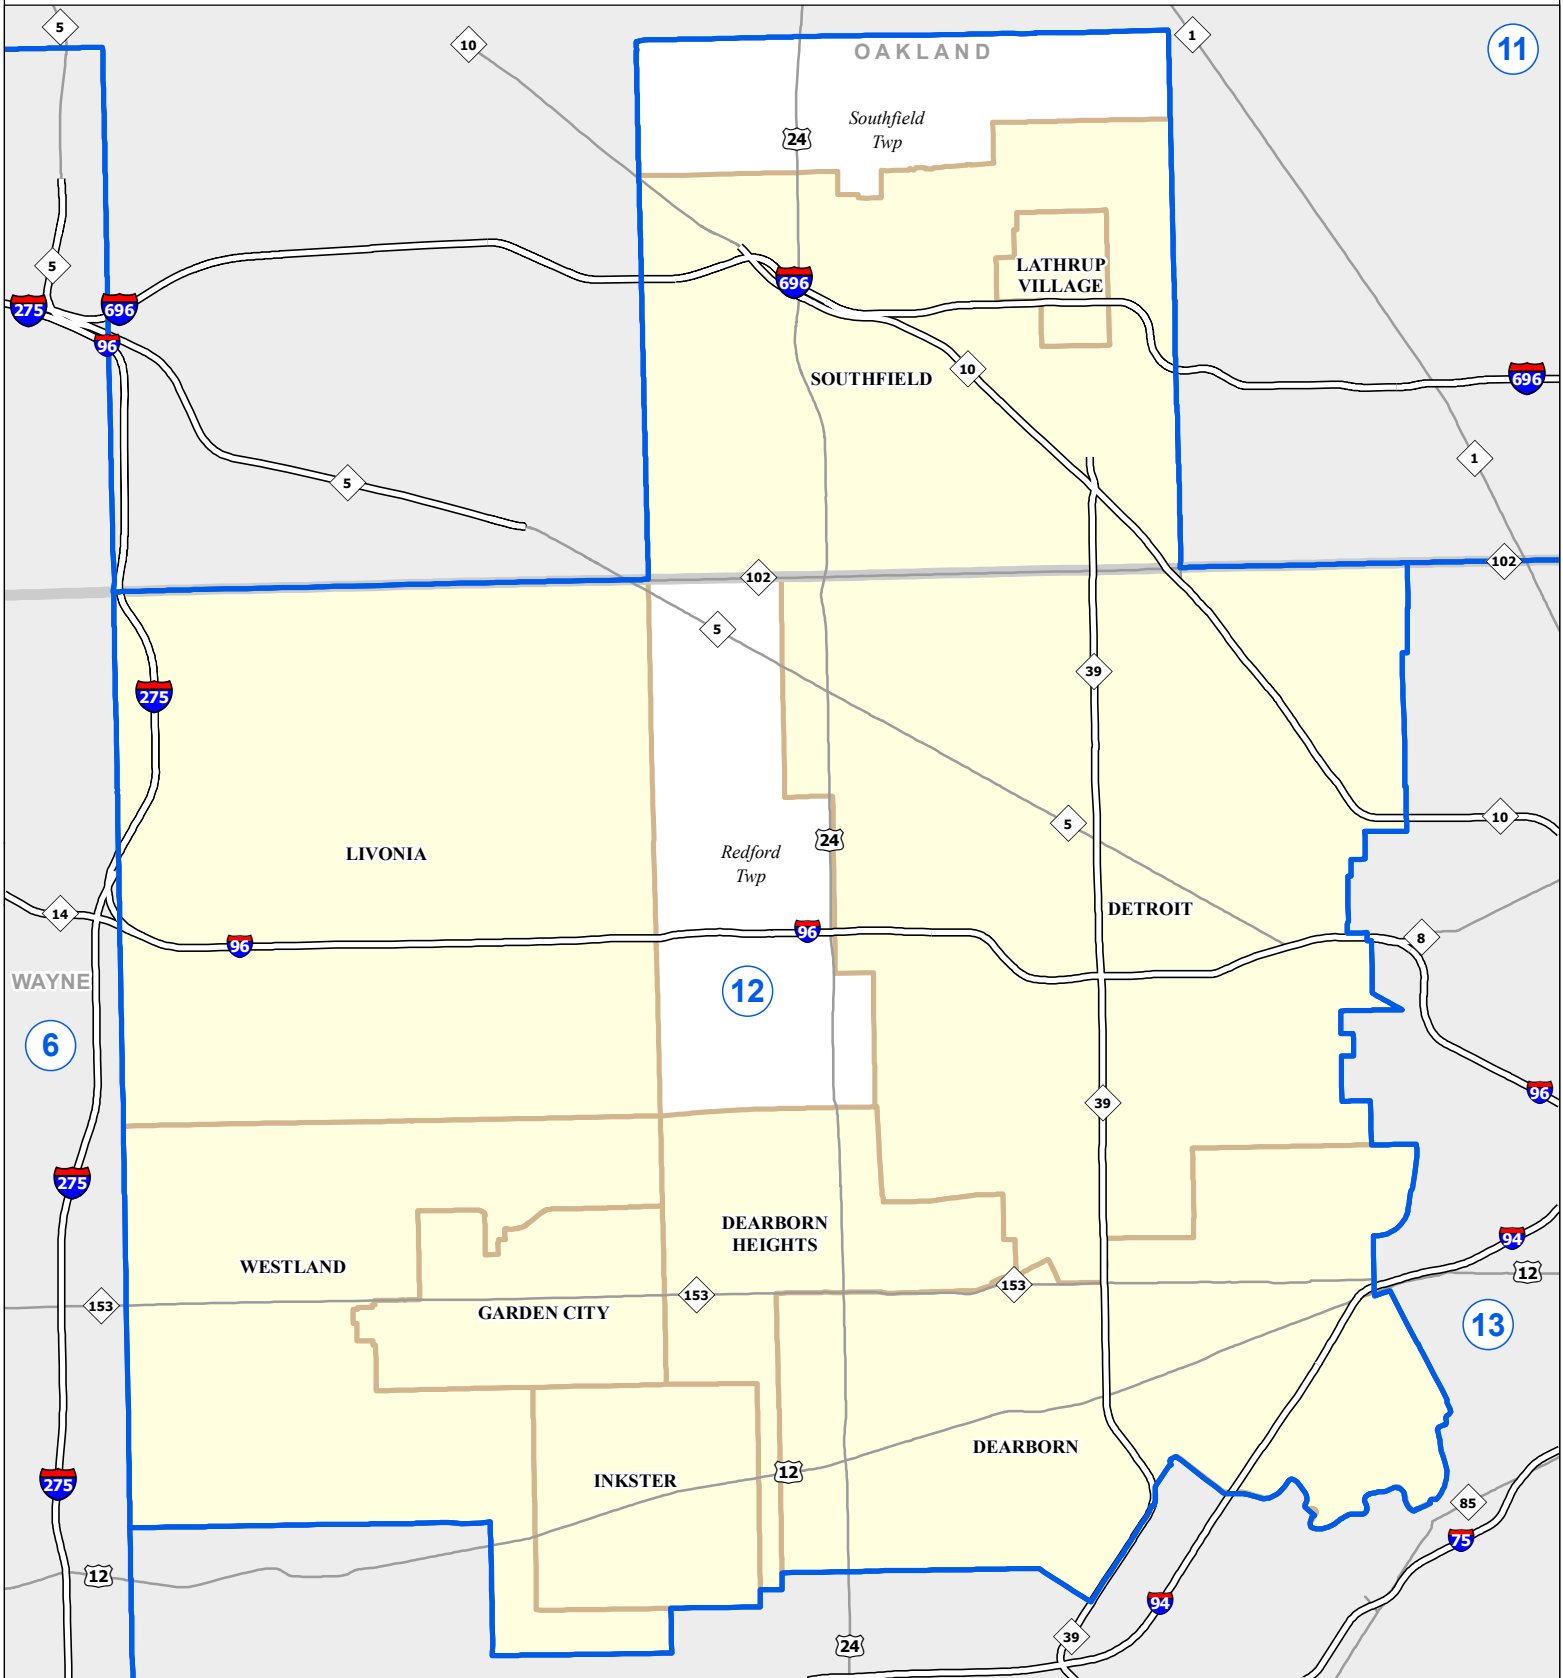 5
10
1
11
OAKLAND
Southfield
Twp
24
5
LATHRUP
VILLAGE
275
696
696
96
10
SOUTHFIELD
696
5
1
102
102
5
39
275
5
10
24
LIVONIA
Redford
Twp
DETROIT
14
96
96
8
WAYNE
12
6
96
39
275
DEARBORN
HEIGHTS
94
WESTLAND
12
153
153
153
GARDEN CITY
13
DEARBORN
12
INKSTER
275
85
75
12
94
39
24